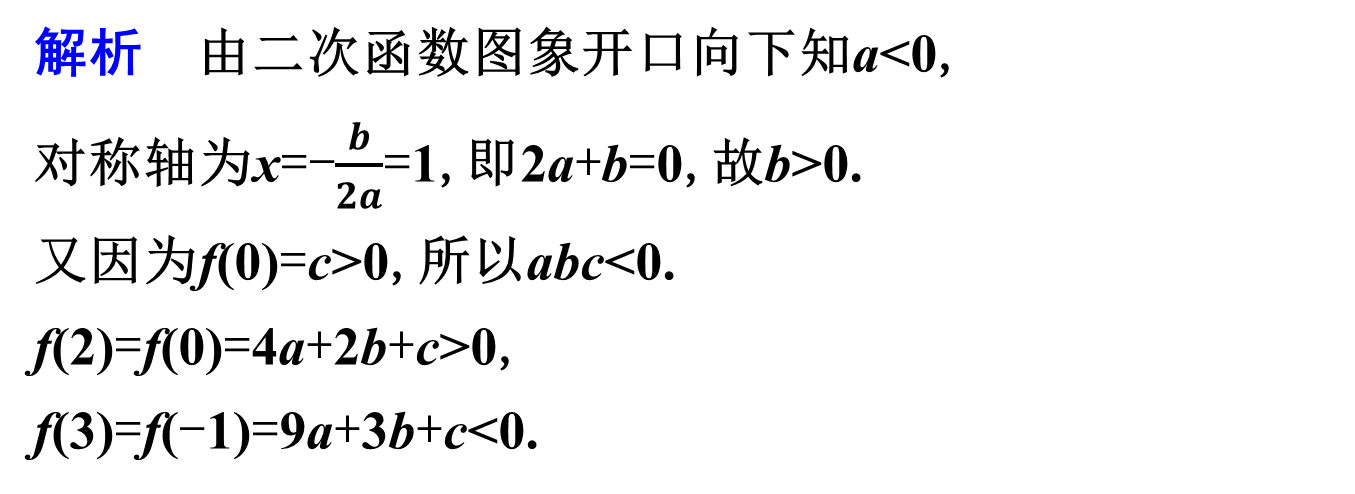 解析 由二次函数图象开口向下知a<0,
对称轴为x=−b/2a=1, 即2a+b=0, 故b>0.
又因为f(0)=c>0, 所以abc<0.
f(2)=f(0)=4a+2b+c>0,
f(3)=f(−1)=9a+3b+c<0.